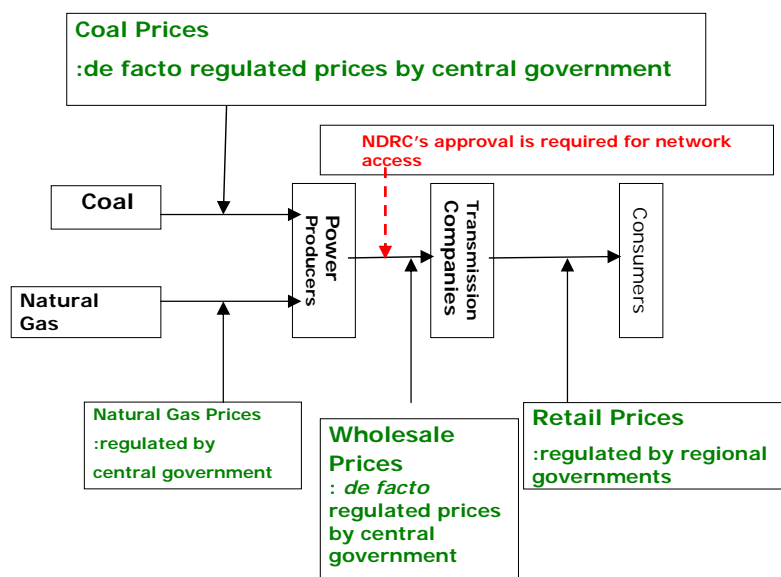 Coal Prices
:de facto regulated prices by central government
NDRC's approval is required for network
access
Coal
Natural
Gas
Power
Producers
Transmission
Companies
Consumers
Natural Gas Prices
:regulated by
central government
Wholesale
Prices
: de facto
regulated prices
by central
government
Retail Prices
:regulated by regional
governments